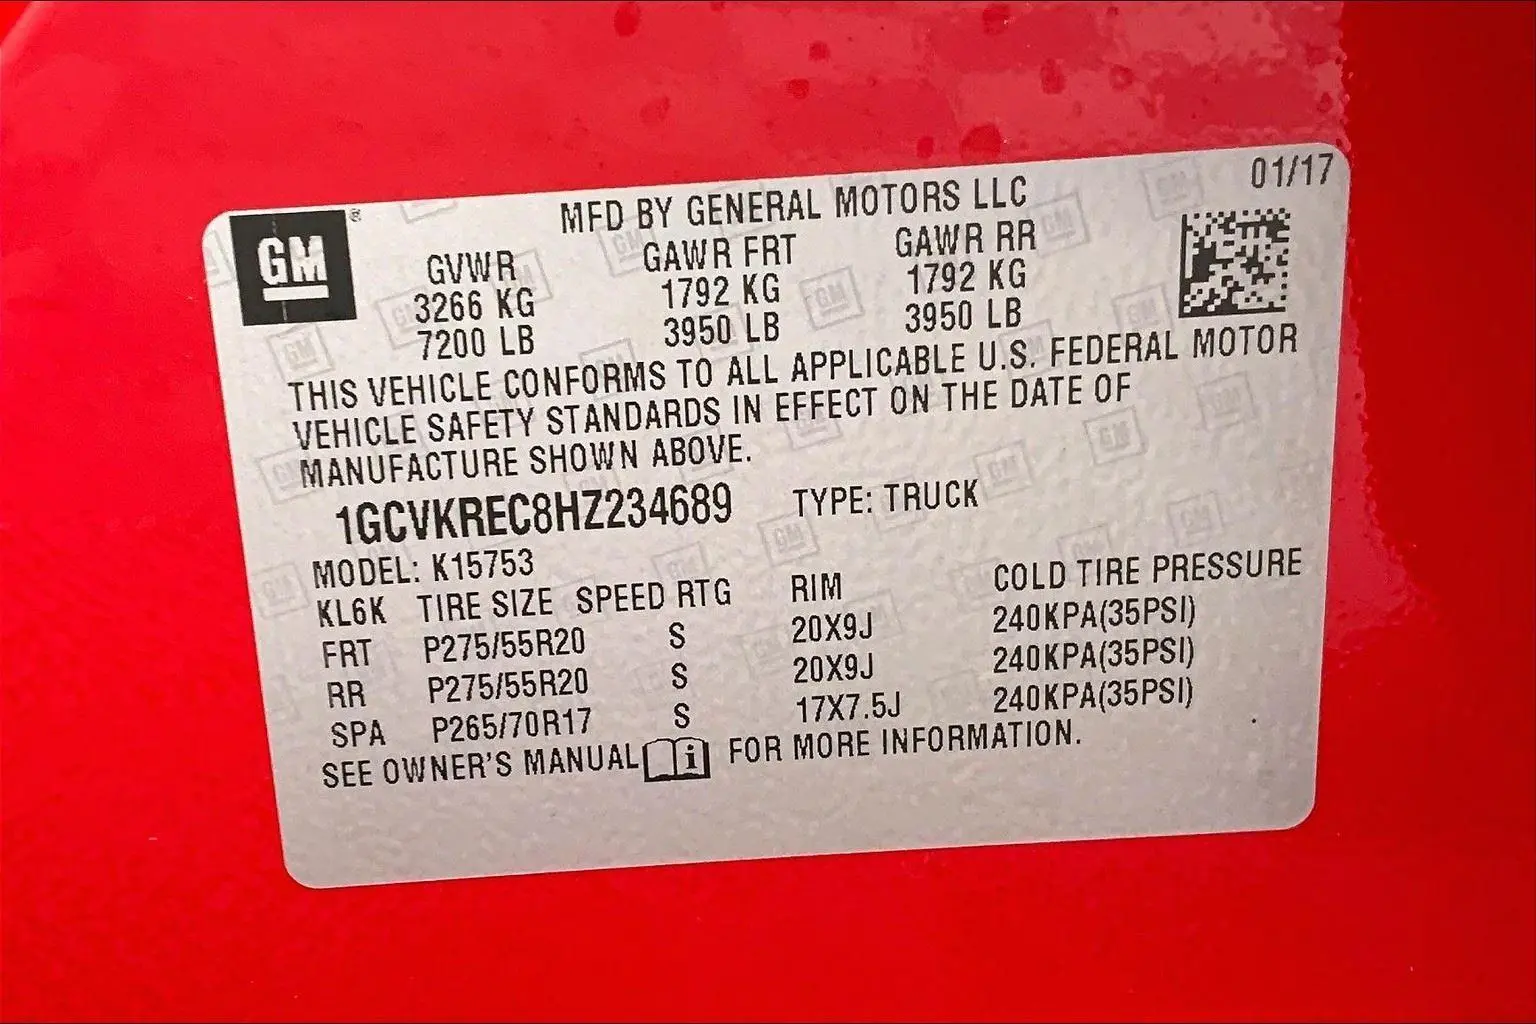 01/17
MFD BY GENERAL MOTORS LLC
GM ®
GVWR GAWR FRT GAWR RR
3266 KG 1792 KG 1792 KG
7200 LB 3950 LB 3950 LB
THIS VEHICLE CONFORMS TO ALL APPLICABLE U.S. FEDERAL MOTOR
VEHICLE SAFETY STANDARDS IN EFFECT ON THE DATE OF
MANUFACTURE SHOWN ABOVE.
1GCVKREC8HZ234689 TYPE: TRUCK
MODEL: K15753
KL6K TIRE SIZE SPEED RTG RIM COLD TIRE PRESSURE
FRT P275/55R20 S 20X9J 240KPA(35PSI)
RR P275/55R20 S 20X9J 240KPA(35PSI)
SPA P265/70R17 S 17X7.5J 240KPA(35PSI)
SEE OWNER'S MANUAL i FOR MORE INFORMATION.